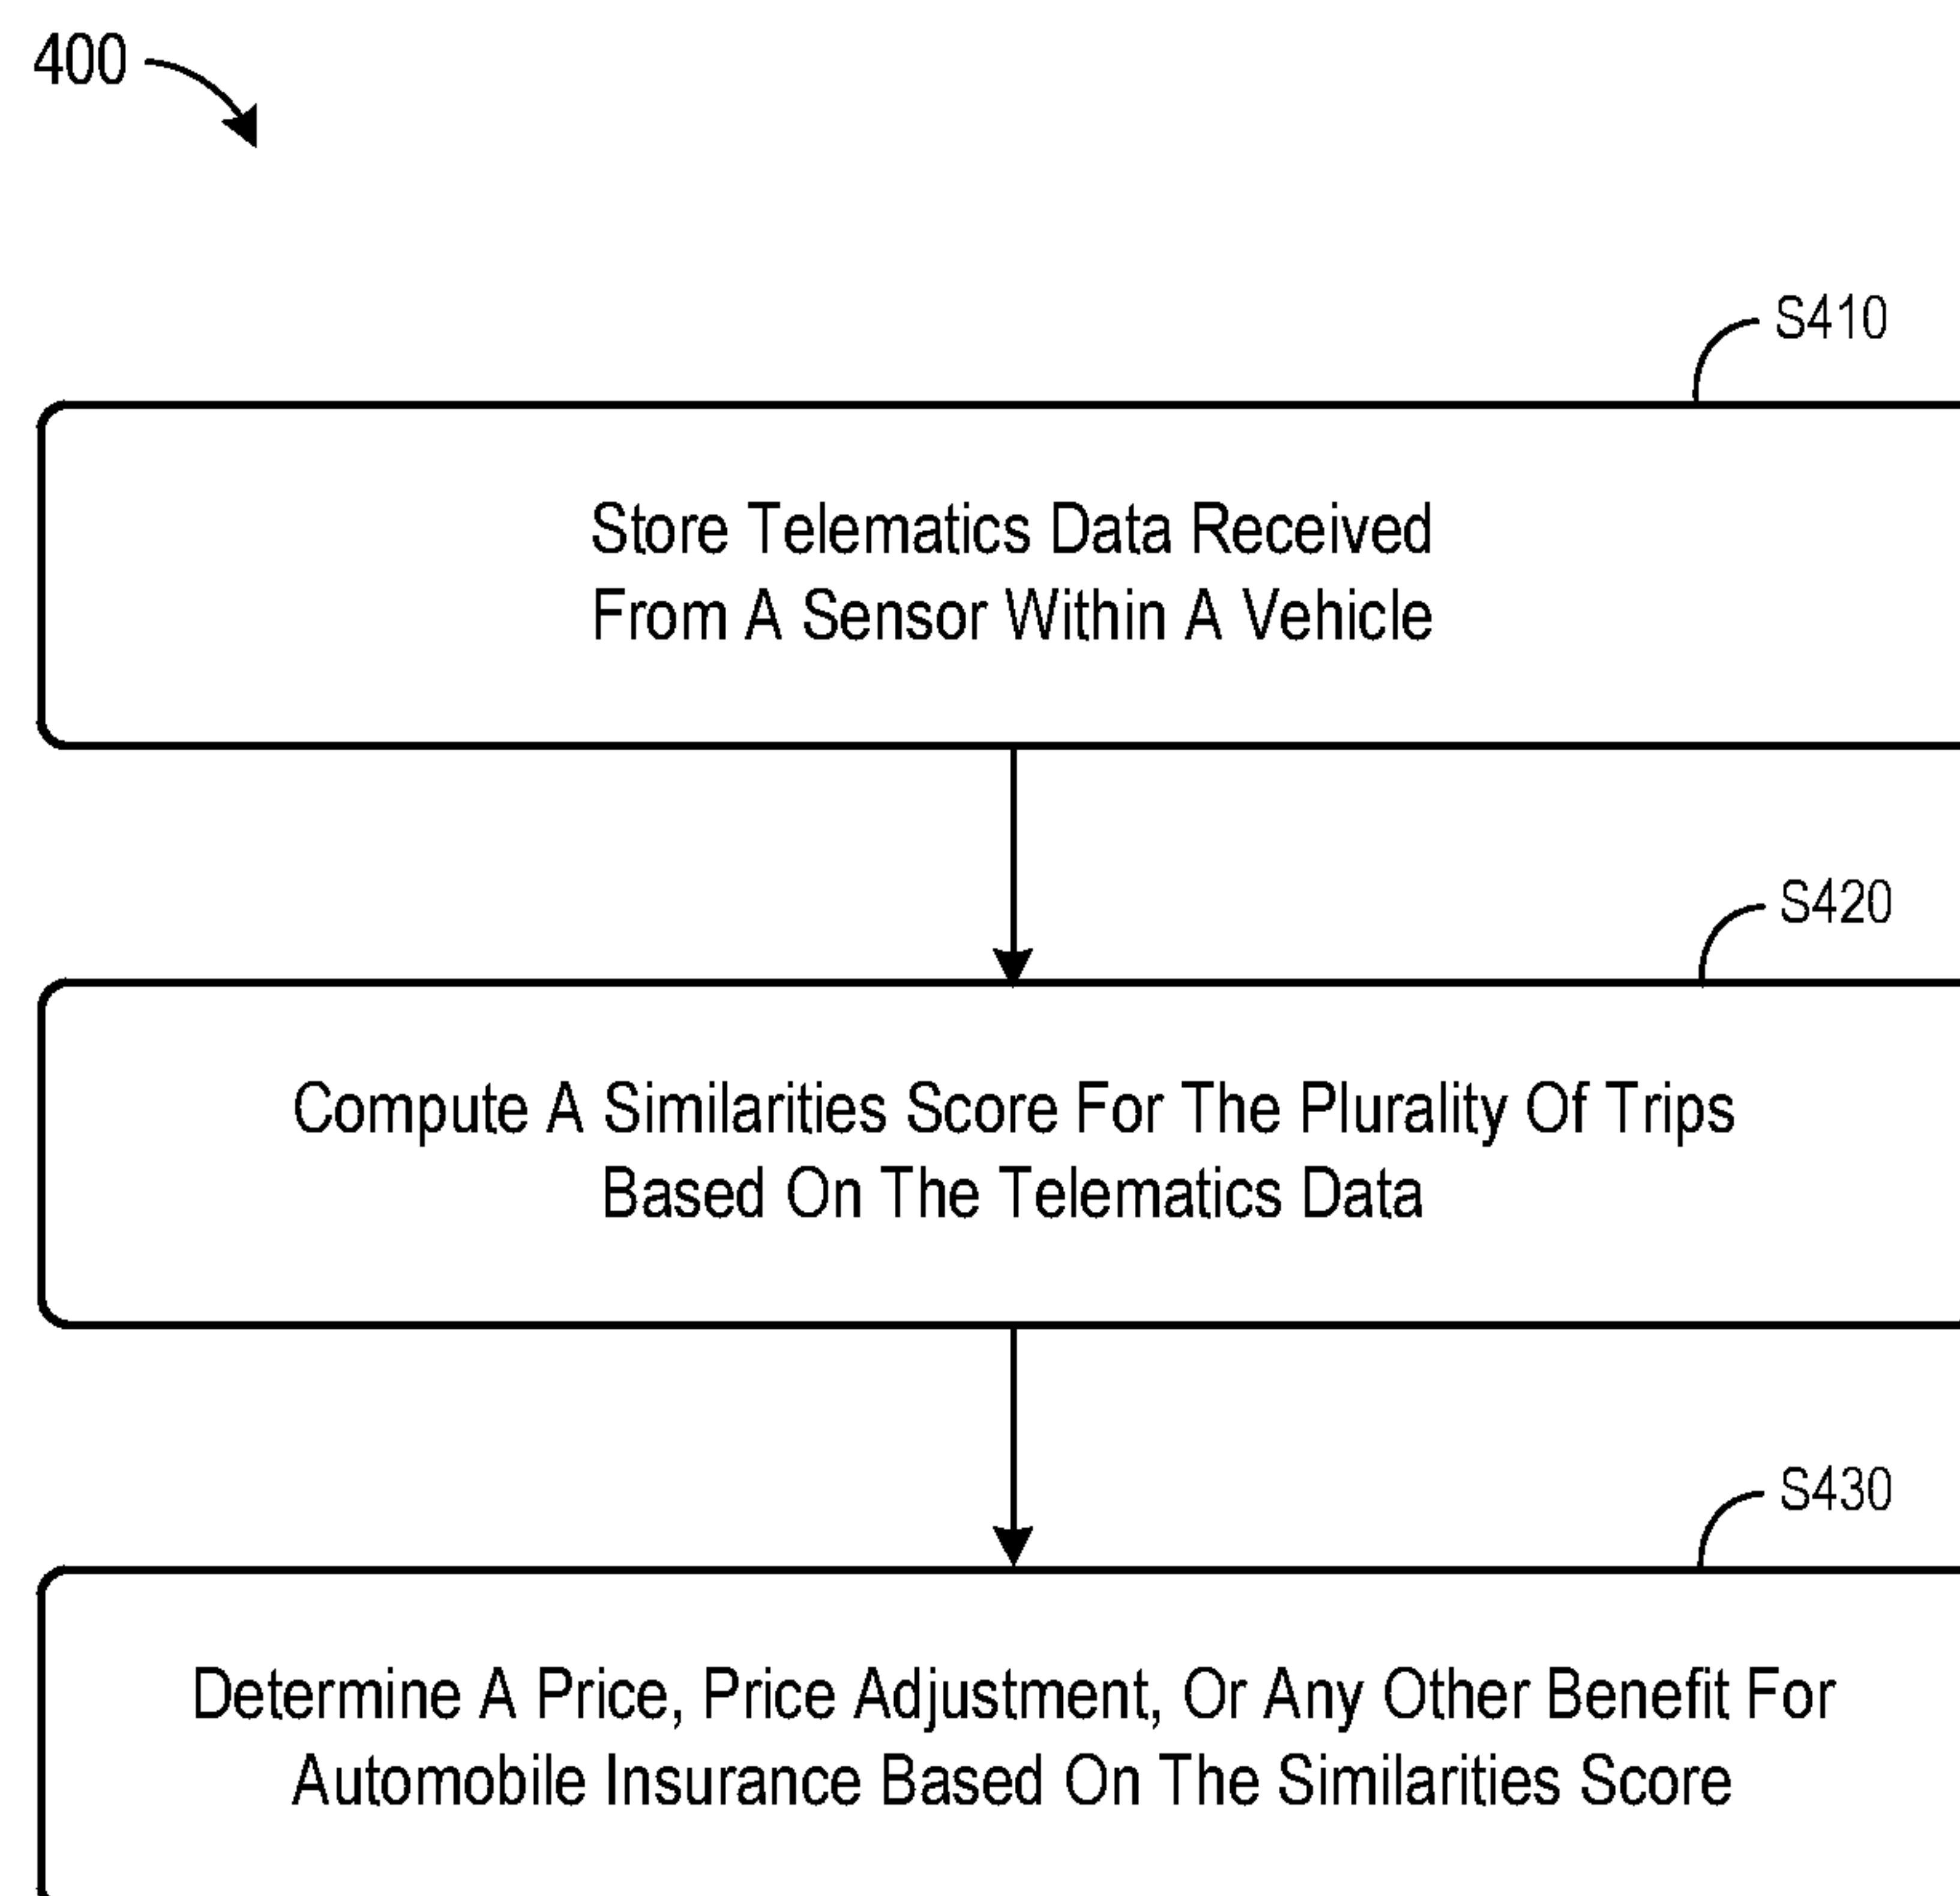 400
S410
Store Telematics Data Received
From A Sensor Within A Vehicle
S420
Compute A Similarities Score For The Plurality Of Trips
Based On The Telematics Data
S430
Determine A Price, Price Adjustment, Or Any Other Benefit For
Automobile Insurance Based On The Similarities Score